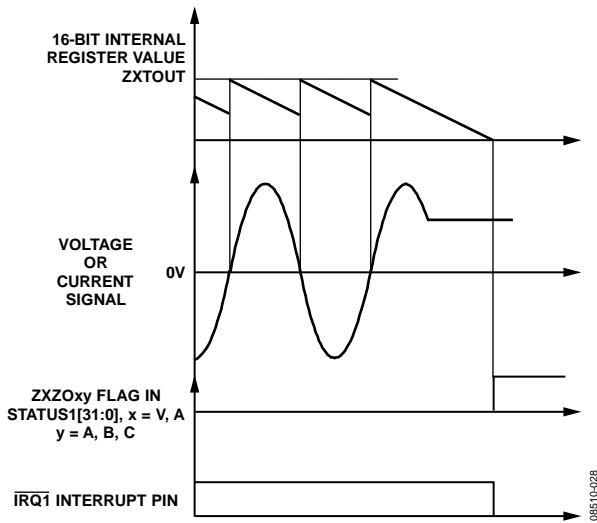 16-BIT INTERNAL
REGISTER VALUE
ZXTOUT
VOLTAGE
OR
CURRENT
SIGNAL
0V
ZXZOxy FLAG IN
STATUS1[31:0], x = V, A
y = A, B, C
IRQ1 INTERRUPT PIN
08510-028